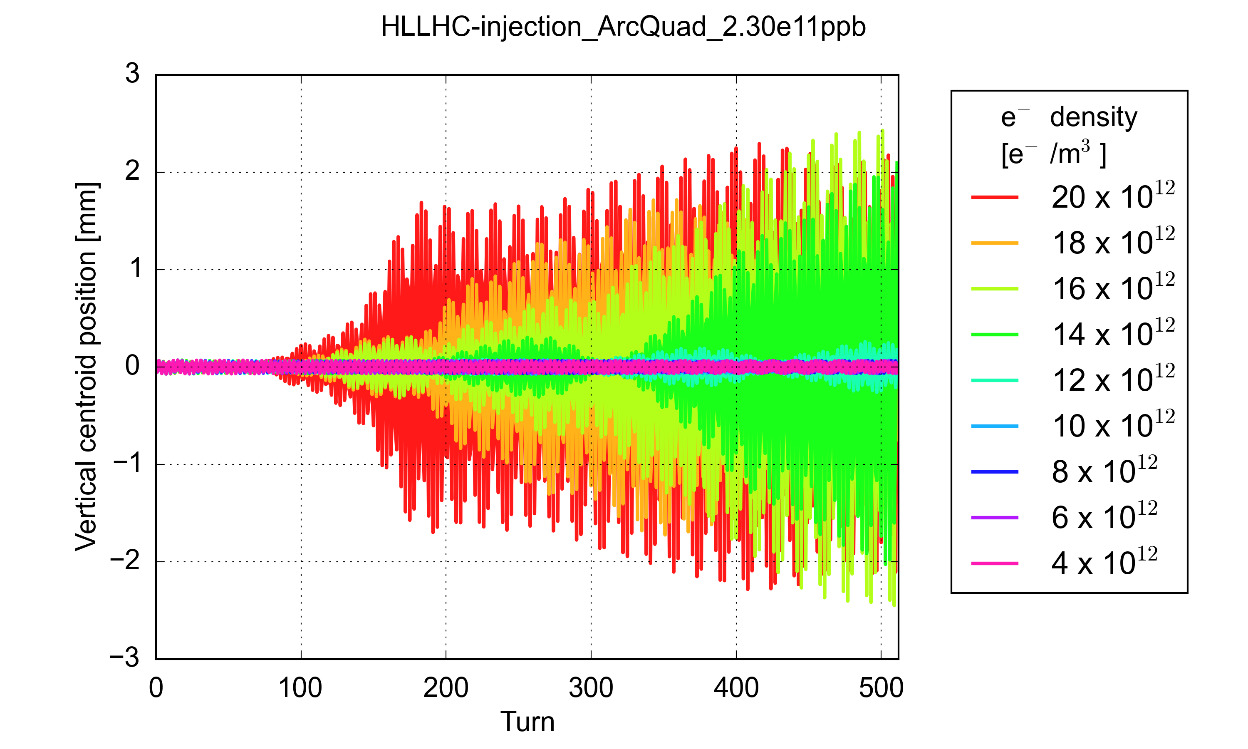 HLLHC-injection_ArcQuad_2.30e11ppb
3
2
1
0
−1
−2
−3
Vertical centroid position [mm]
0 100 200 300 400 500
Turn
e⁻ density
[e⁻ /m³ ]
20 x 10¹²
18 x 10¹²
16 x 10¹²
14 x 10¹²
12 x 10¹²
10 x 10¹²
8 x 10¹²
6 x 10¹²
4 x 10¹²